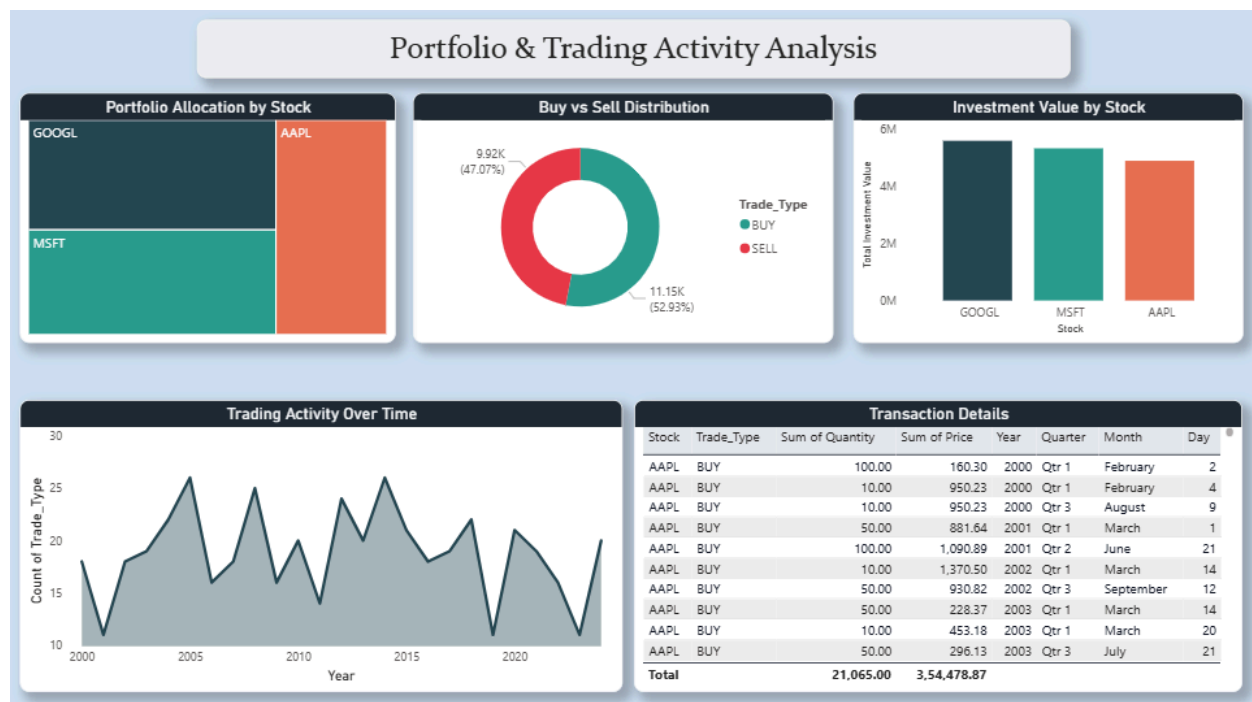 Portfolio & Trading Activity Analysis
Portfolio Allocation by Stock
GOOGL
AAPL
MSFT
Buy vs Sell Distribution
9.92K
(47.07%)
11.15K
(52.93%)
Trade_Type
BUY
SELL
Investment Value by Stock
Total Investment Value
6M
4M
2M
0M
GOOGL MSFT AAPL
Stock
Trading Activity Over Time
Count of Trade_Type
30
25
20
15
10
2000 2005 2010 2015 2020
Year
Transaction Details
Stock Trade_Type Sum of Quantity Sum of Price Year Quarter Month Day
AAPL BUY 100.00 160.30 2000 Qtr 1 February 2
AAPL BUY 10.00 950.23 2000 Qtr 1 February 4
AAPL BUY 10.00 950.23 2000 Qtr 3 August 9
AAPL BUY 50.00 881.64 2001 Qtr 1 March 1
AAPL BUY 100.00 1,090.89 2001 Qtr 2 June 21
AAPL BUY 10.00 1,370.50 2002 Qtr 1 March 14
AAPL BUY 50.00 930.82 2002 Qtr 3 September 12
AAPL BUY 50.00 228.37 2003 Qtr 1 March 14
AAPL BUY 10.00 453.18 2003 Qtr 1 March 20
AAPL BUY 50.00 296.13 2003 Qtr 3 July 21
Total 21,065.00 3,54,478.87